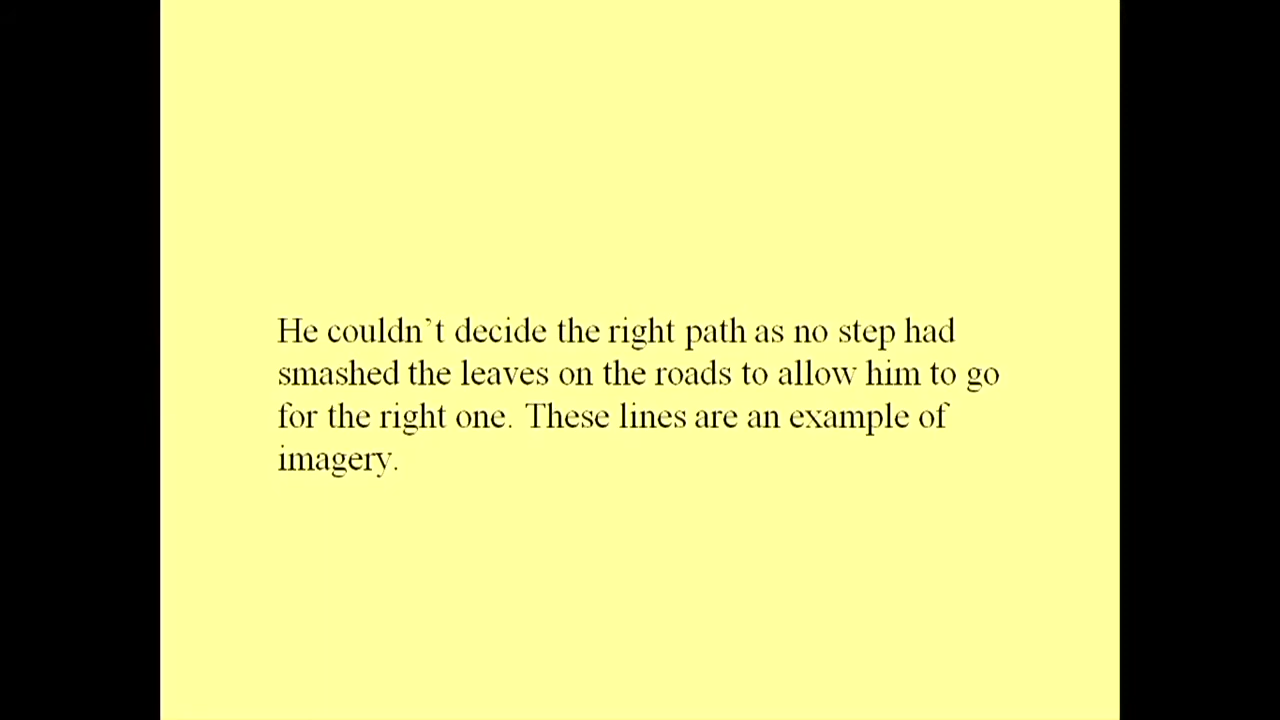 He couldn’t decide the right path as no step had
smashed the leaves on the roads to allow him to go
for the right one. These lines are an example of
imagery.